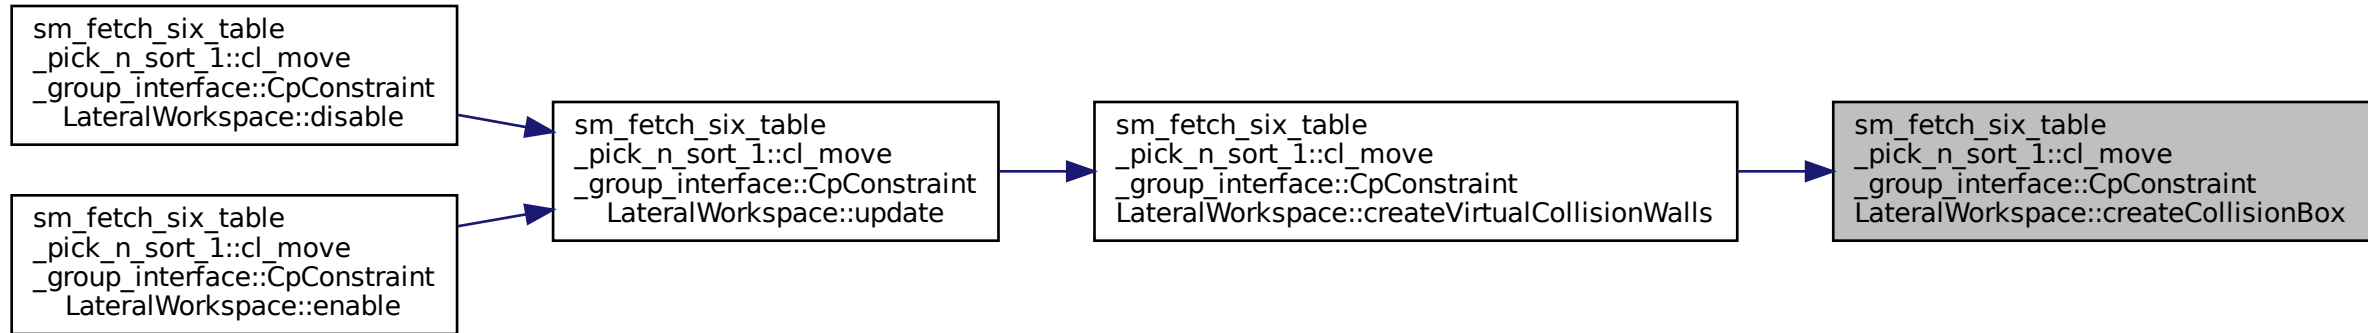 sm_fetch_six_table
_pick_n_sort_1::cl_move
_group_interface::CpConstraint
LateralWorkspace::disable
sm_fetch_six_table
_pick_n_sort_1::cl_move
_group_interface::CpConstraint
LateralWorkspace::enable
sm_fetch_six_table
_pick_n_sort_1::cl_move
_group_interface::CpConstraint
LateralWorkspace::update
sm_fetch_six_table
_pick_n_sort_1::cl_move
_group_interface::CpConstraint
LateralWorkspace::createVirtualCollisionWalls
sm_fetch_six_table
_pick_n_sort_1::cl_move
_group_interface::CpConstraint
LateralWorkspace::createCollisionBox